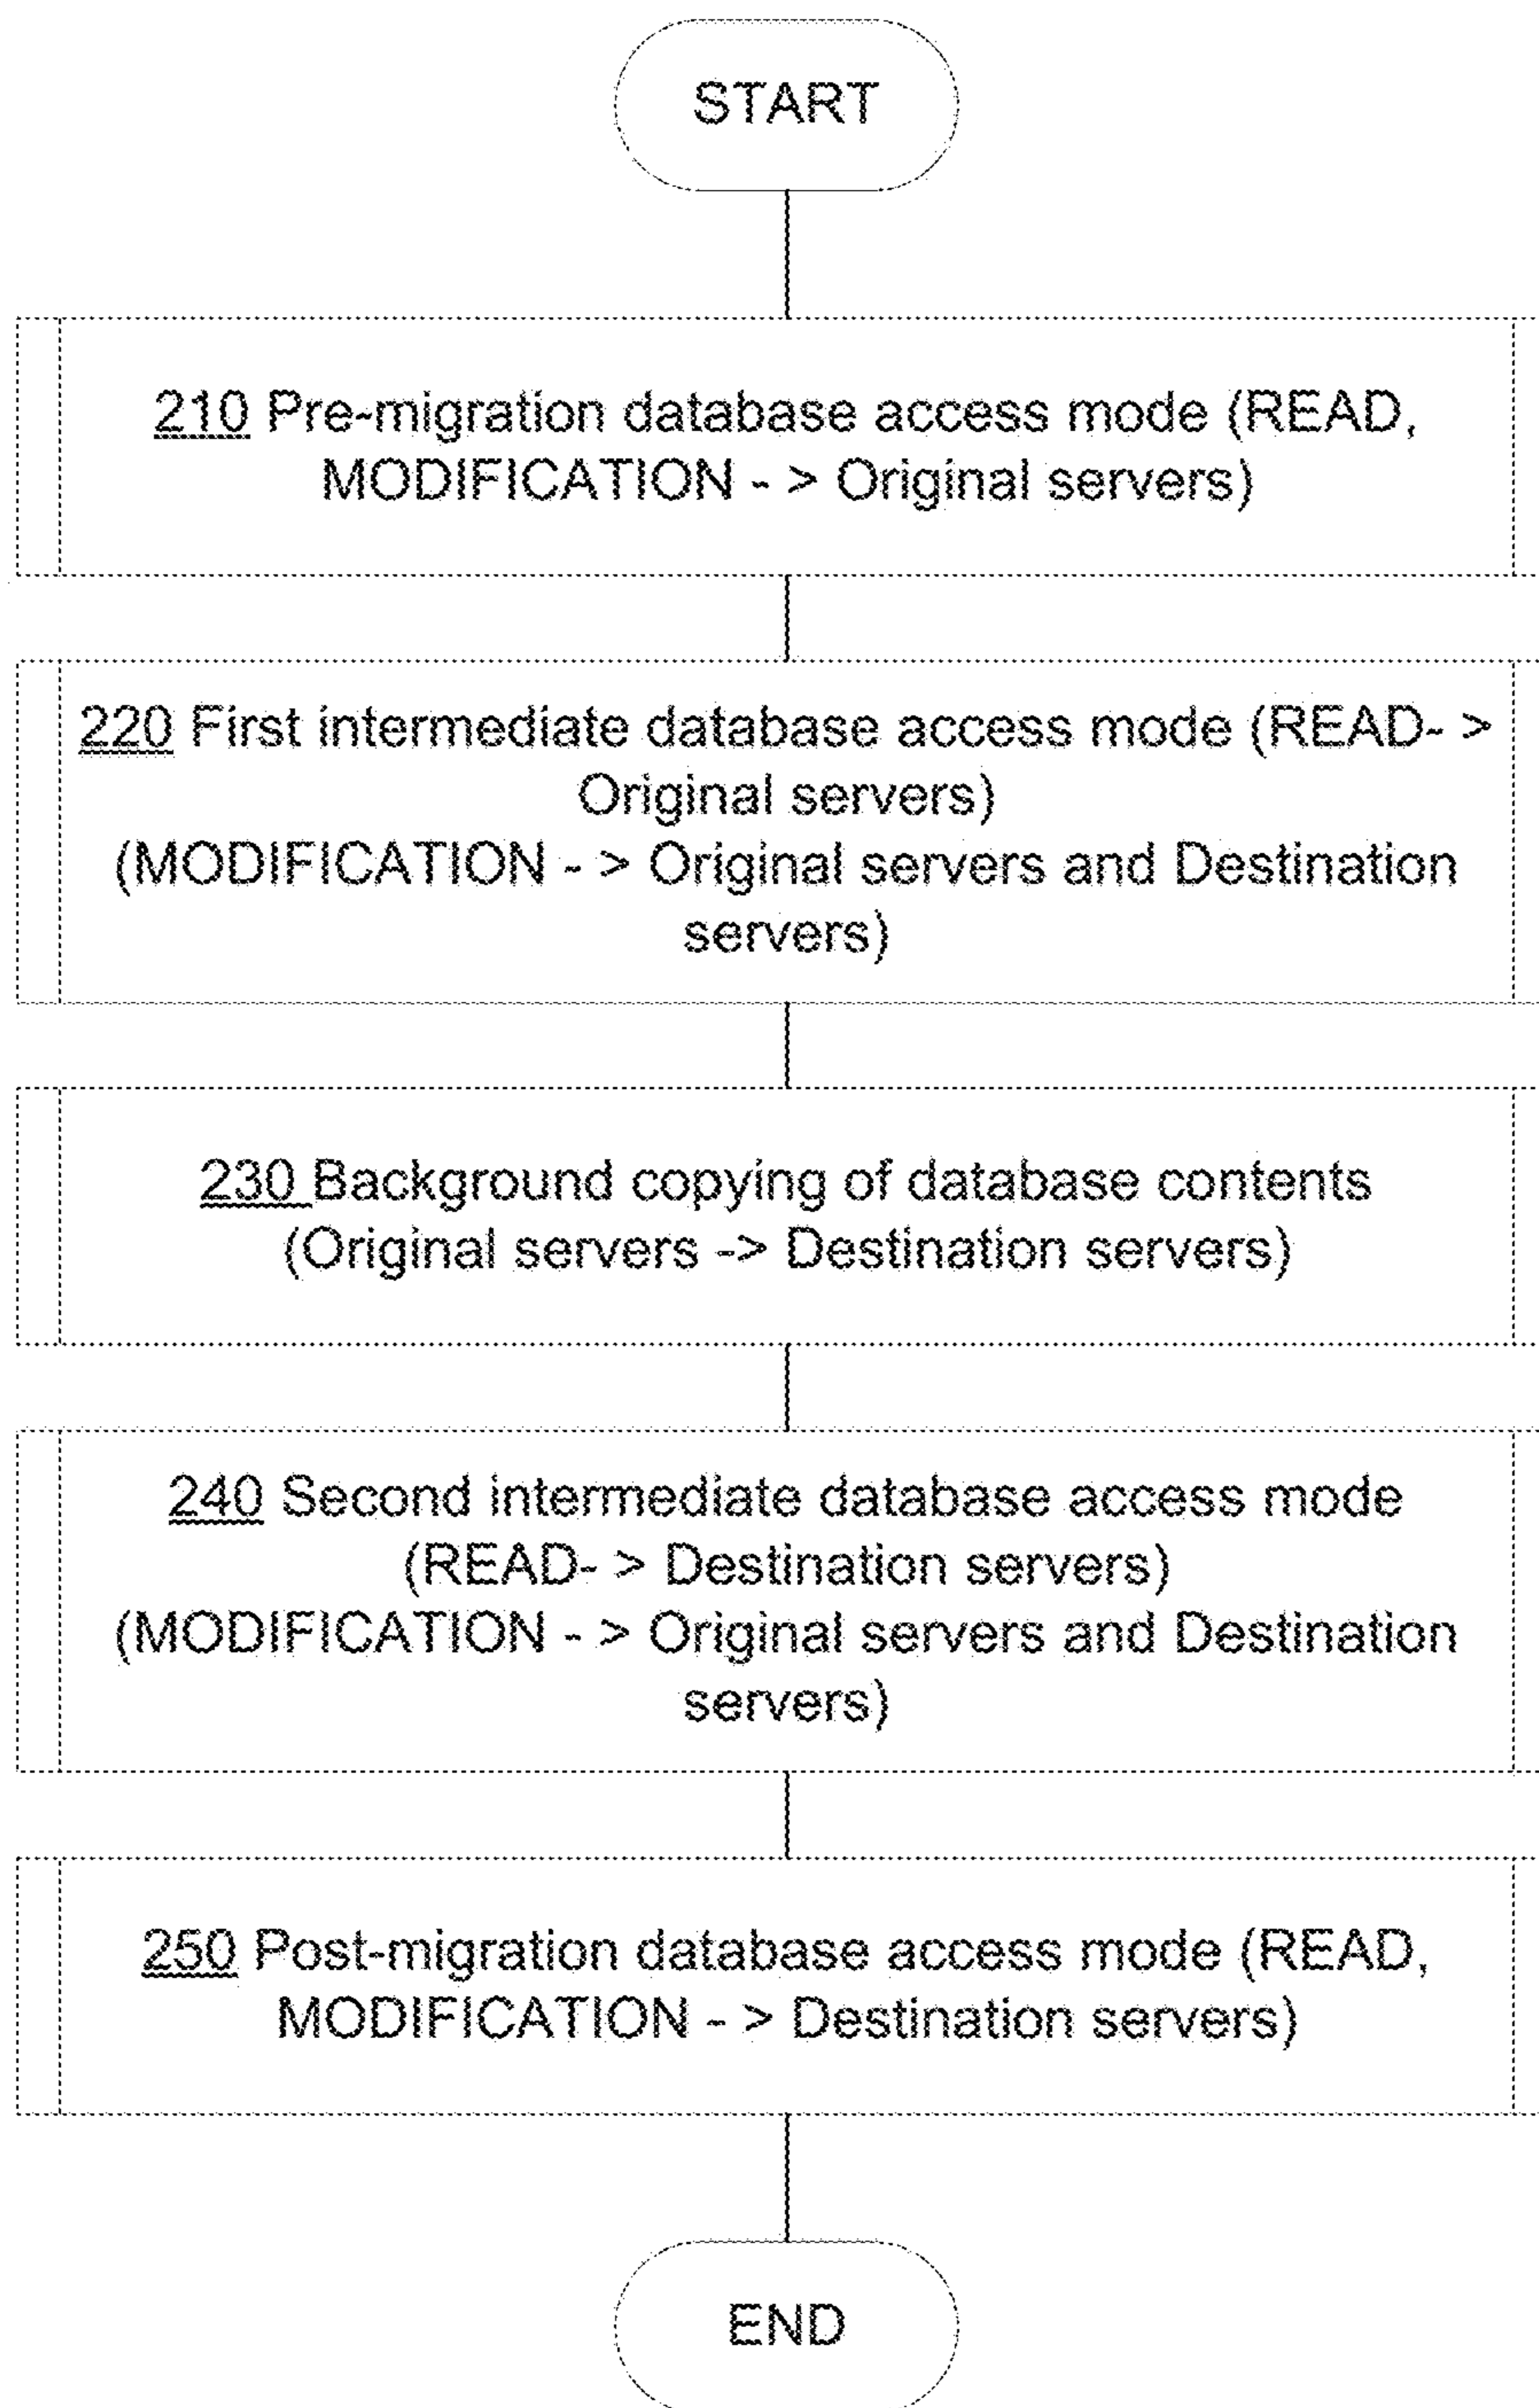 START
210 Pre-migration database access mode (READ,
MODIFICATION - > Original servers)
220 First intermediate database access mode (READ- >
Original servers)
(MODIFICATION - > Original servers and Destination
servers)
230 Background copying of database contents
(Original servers -> Destination servers)
240 Second intermediate database access mode
(READ- > Destination servers)
(MODIFICATION - > Original servers and Destination
servers)
250 Post-migration database access mode (READ,
MODIFICATION - > Destination servers)
END